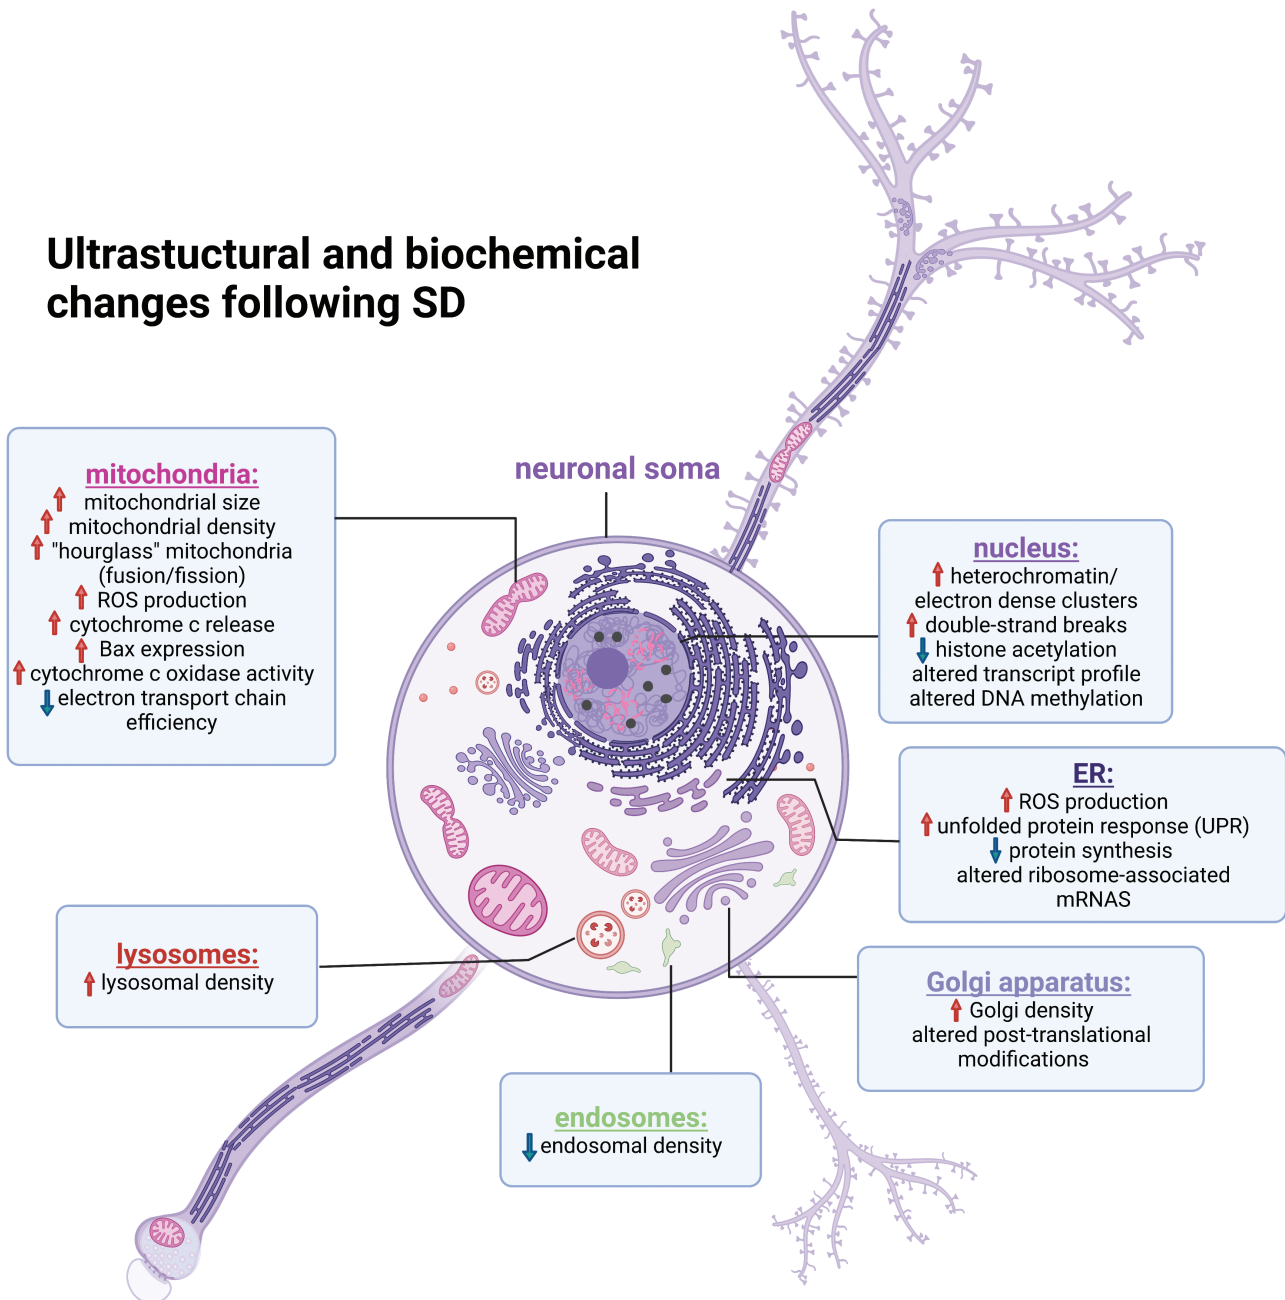 Ultrastuctural and biochemical
changes following SD
mitochondria:
mitochondrial size
mitochondrial density
"hourglass" mitochondria
(fusion/fission)
ROS production
cytochrome c release
Bax expression
cytochrome c oxidase activity
electron transport chain
efficiency
neuronal soma
nucleus:
heterochromatin/
electron dense clusters
double-strand breaks
histone acetylation
altered transcript profile
altered DNA methylation
ER:
ROS production
unfolded protein response (UPR)
protein synthesis
altered ribosome-associated
mRNAS
lysosomes:
lysosomal density
Golgi apparatus:
Golgi density
altered post-translational
modifications
endosomes:
endosomal density